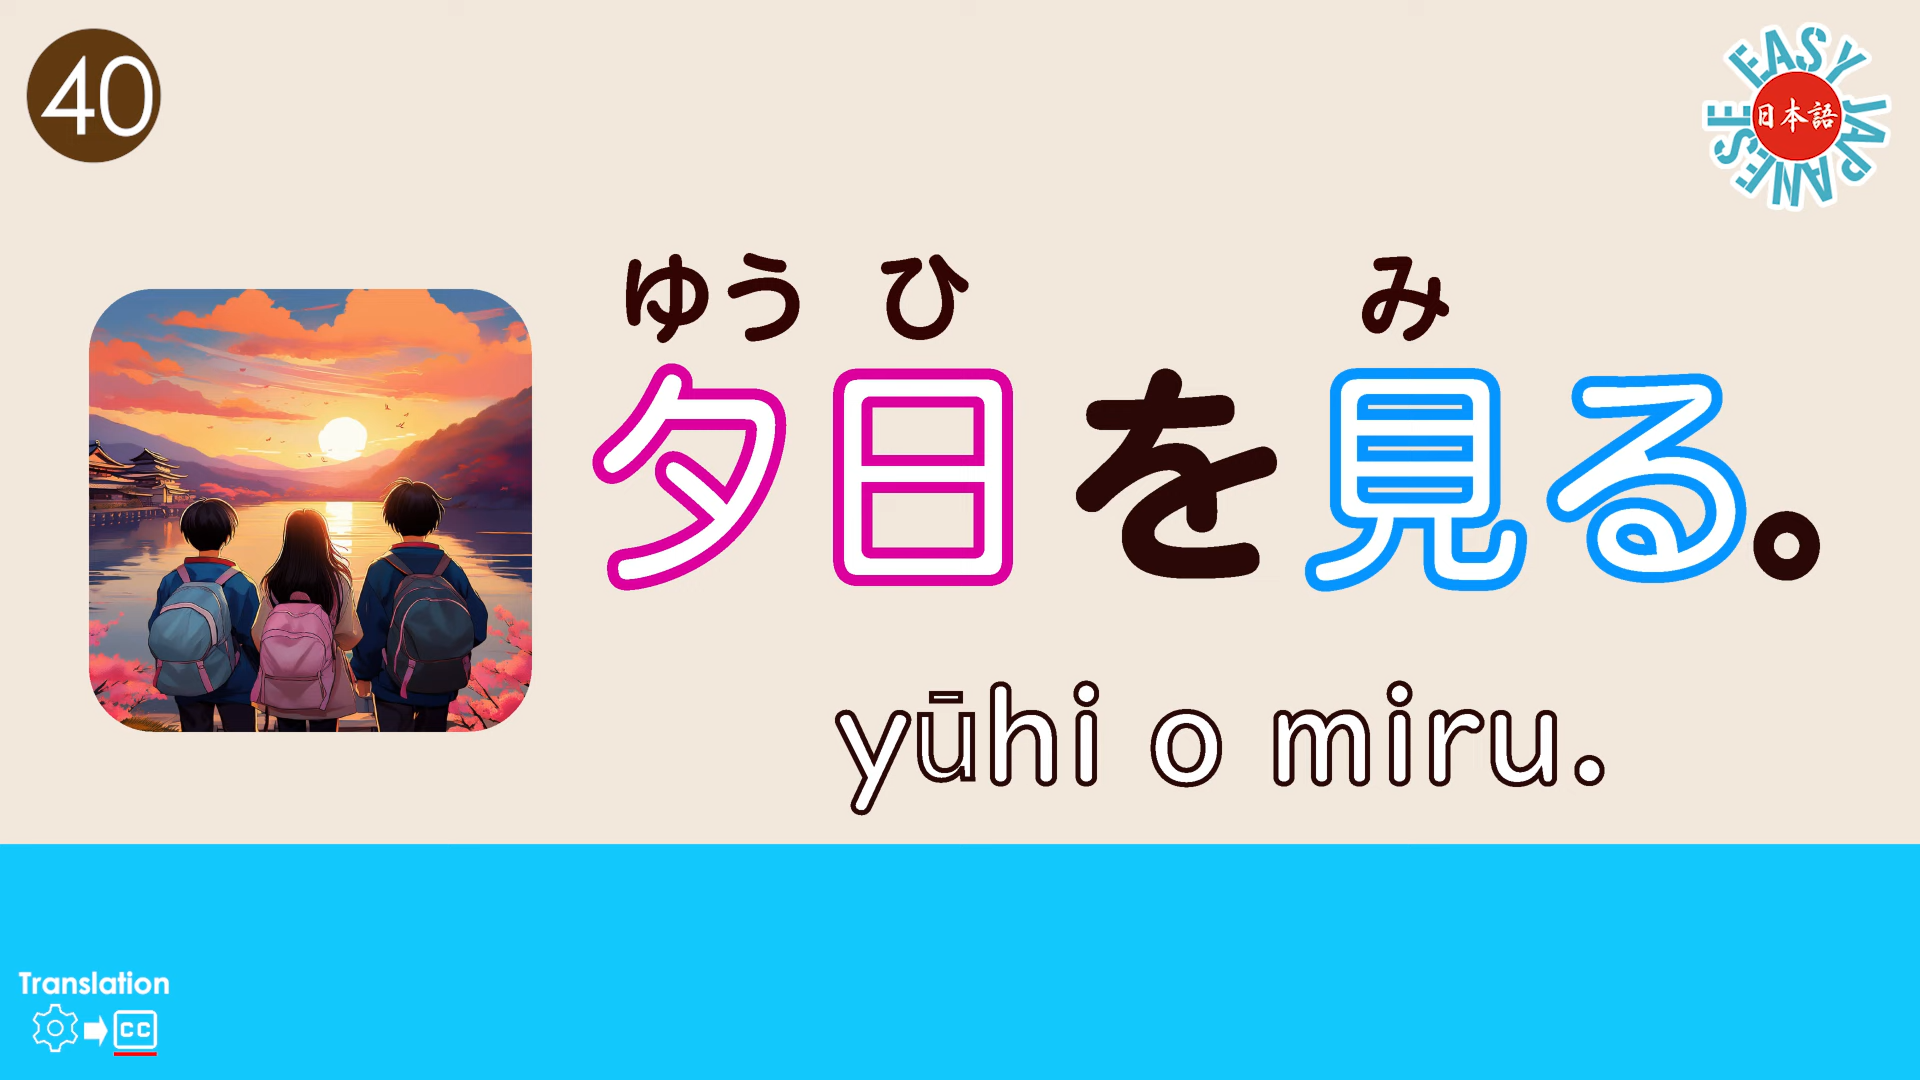 40
EASY JAPANESE
日本語
ゆう ひ み
夕日を見る。
yūhi o miru.
Translation
CC